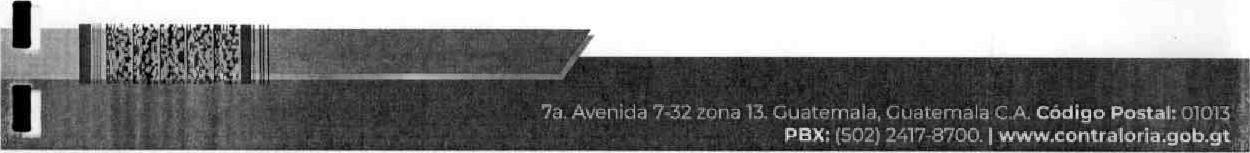 7a. Avenida 7-32 zona 13. Guatemala, Guatemala C.A. Código Postal: 01013
PBX: (502) 2417-8700. | www.contraloria.gob.gt